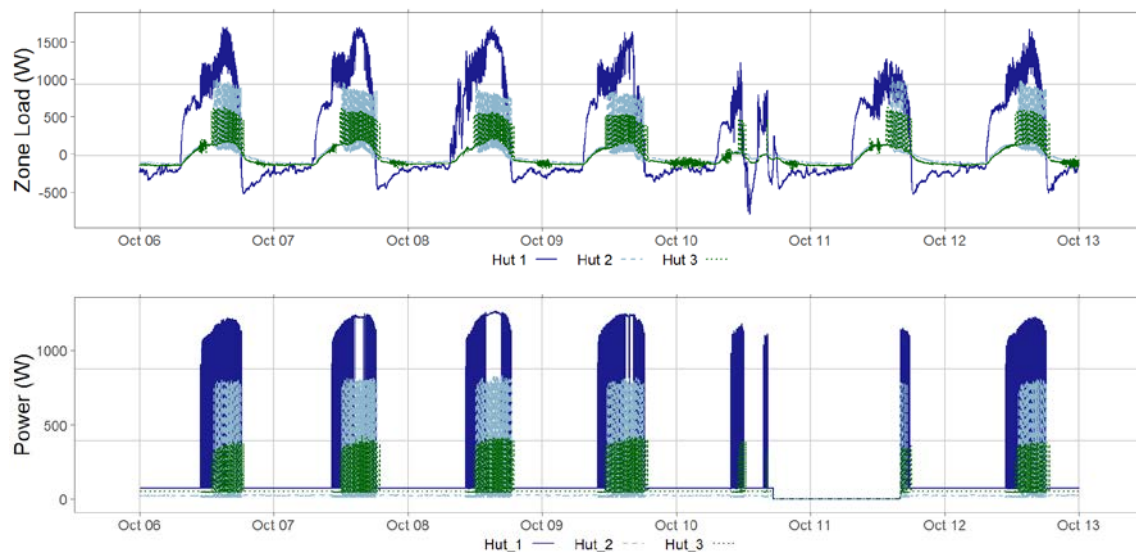 Zone Load (W)
1500
1000
500
0
-500
Oct 06 Oct 07 Oct 08 Oct 09 Oct 10 Oct 11 Oct 12 Oct 13
Hut 1 Hut 2 Hut 3
Power (W)
1000
500
0
Oct 06 Oct 07 Oct 08 Oct 09 Oct 10 Oct 11 Oct 12 Oct 13
Hut_1 Hut_2 Hut_3